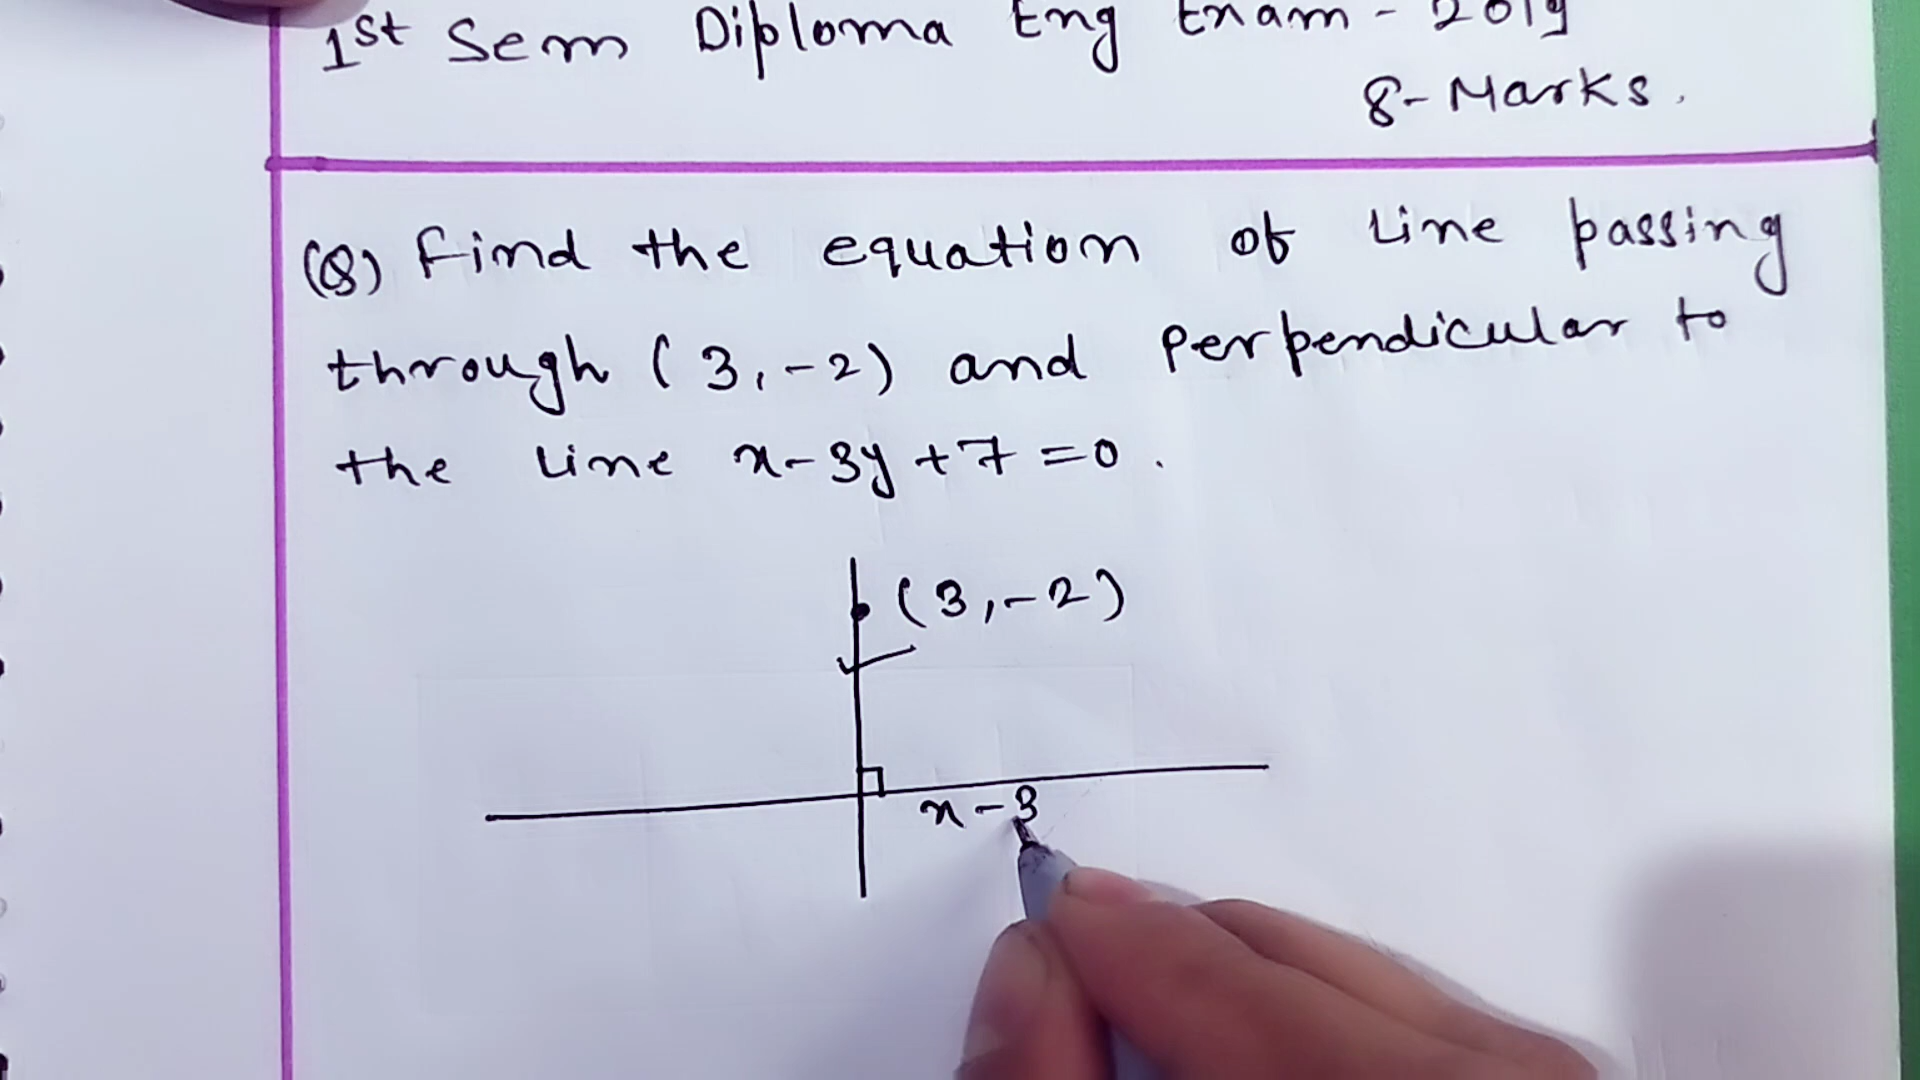 1st Sem Diploma Eng Exam - 2019
8-Marks.
(Q) Find the equation of line passing
through (3,-2) and Perpendicular to
the line x-3y+7=0.
(3,-2)
x-3